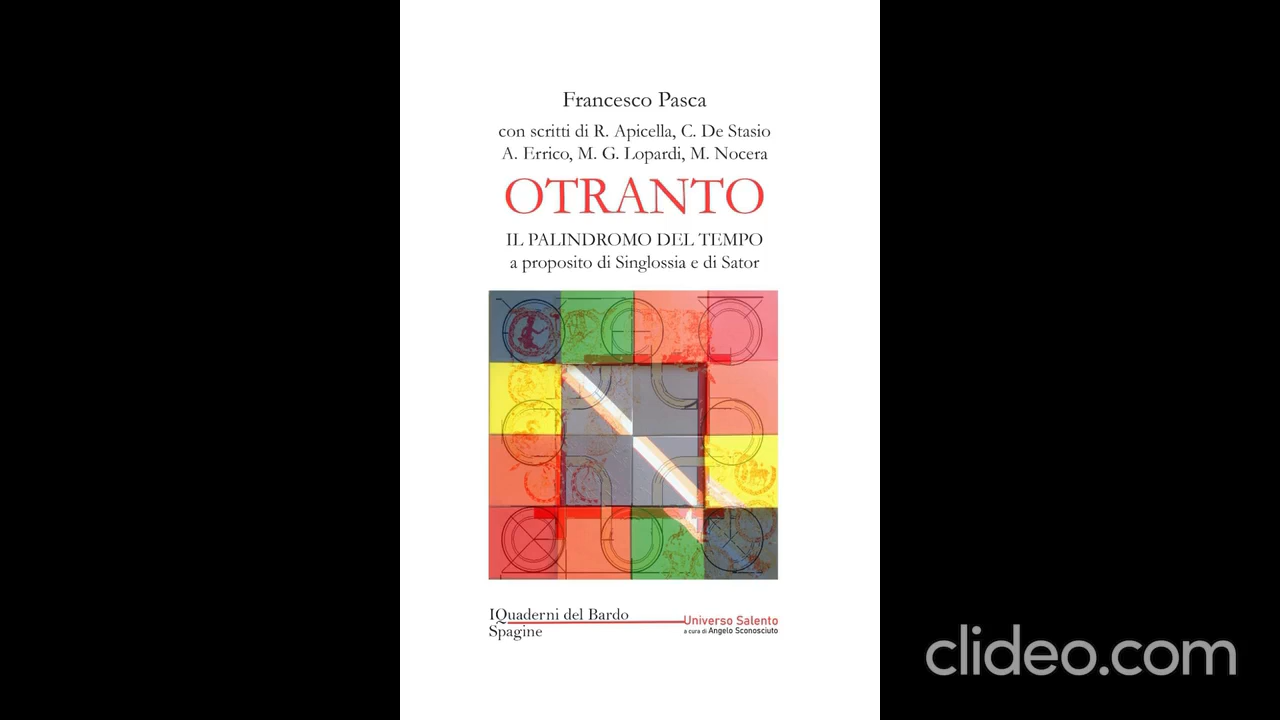 Francesco Pasca
con scritti di R. Apicella, C. De Stasio
A. Errico, M. G. Lopardi, M. Nocera
OTRANTO
IL PALINDROMO DEL TEMPO
a proposito di Singlossia e di Sator
IQuaderni del Bardo
Spagine
Universo Salento
a cura di Angelo Sconosciuto
clideo.com